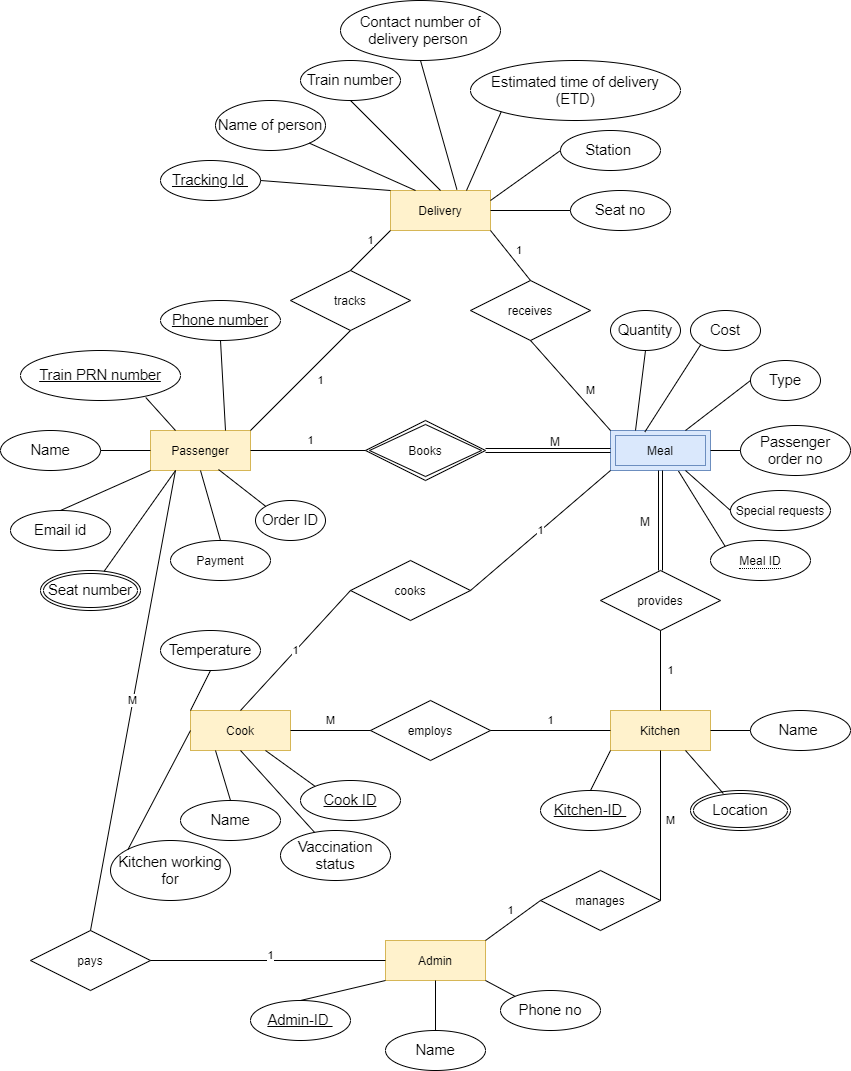 Contact number of
delivery person
Train number
Estimated time of delivery
(ETD)
Name of person
Station
Tracking Id
Seat no
Delivery
1
1
tracks
receives
Phone number
Quantity
Cost
Train PRN number
1
M
Type
Name
Passenger
1
Books
M
Meal
Passenger
order no
Email id
Order ID
Special requests
M
1
Payment
Meal ID
Seat number
cooks
provides
Temperature
1
1
M
Cook
M
employs
1
Kitchen
Name
Cook ID
Kitchen-ID
Location
Name
M
Vaccination
status
Kitchen working
for
manages
1
pays
1
Admin
Admin-ID
Phone no
Name